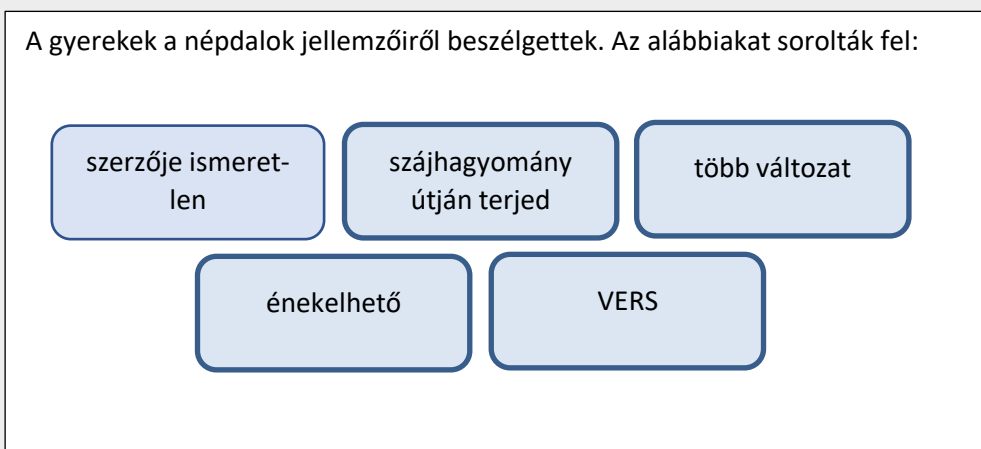 A gyerekek a népdalok jellemzőiről beszélgettek. Az alábbiakat sorolták fel:
szerzője ismeret-
len
szájhagyomány
útján terjed
több változat
énekelhető
VERS